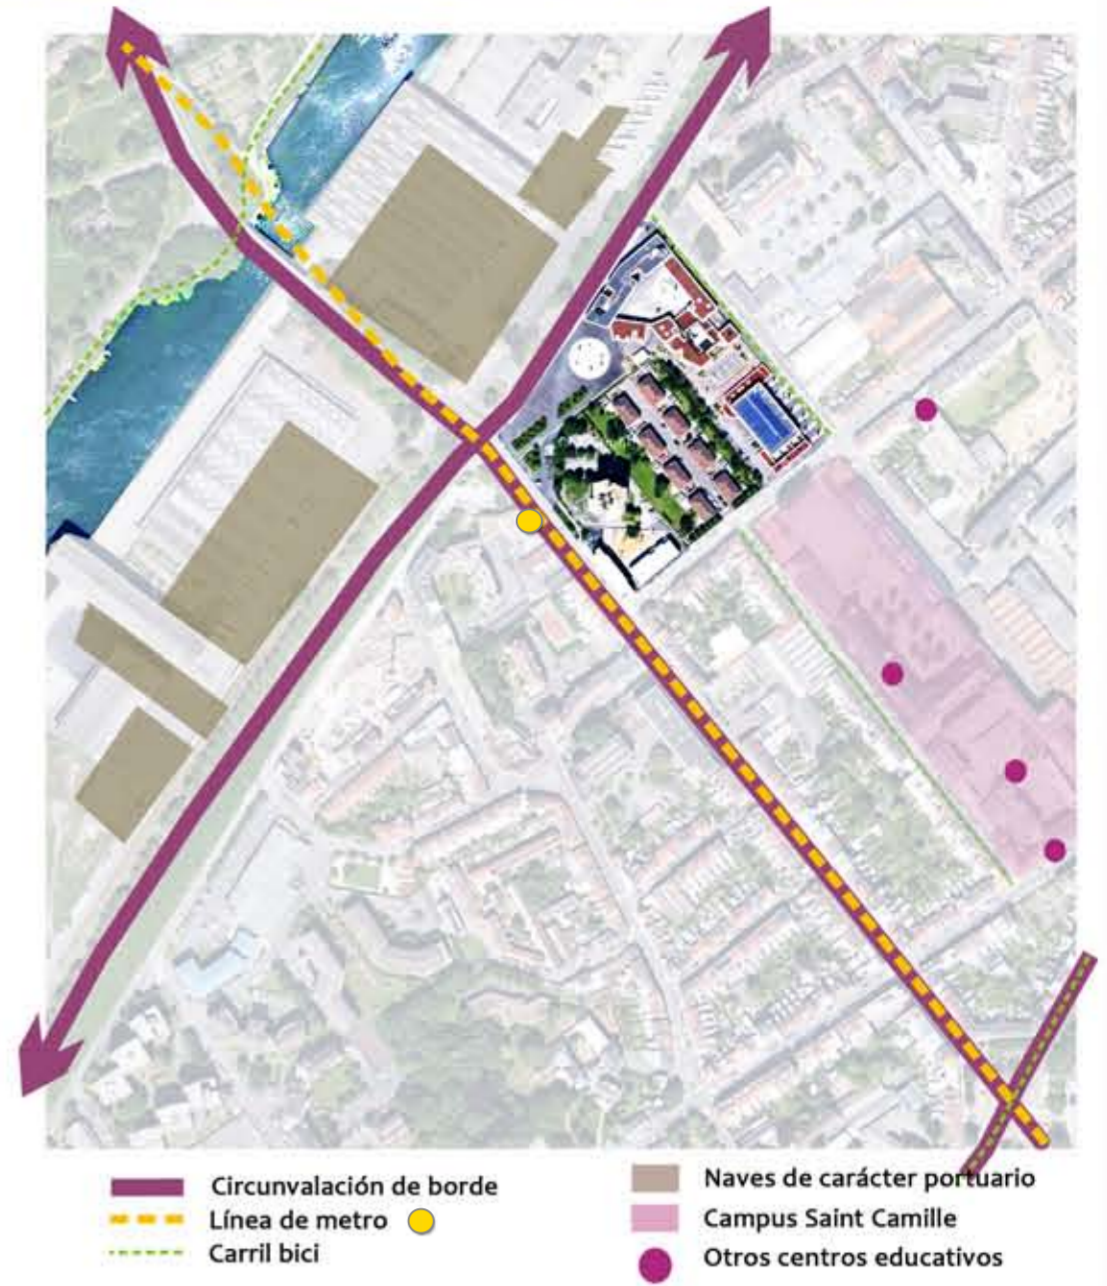 Circunvalación de borde
Línea de metro
Carril bici
Naves de carácter portuario
Campus Saint Camille
Otros centros educativos